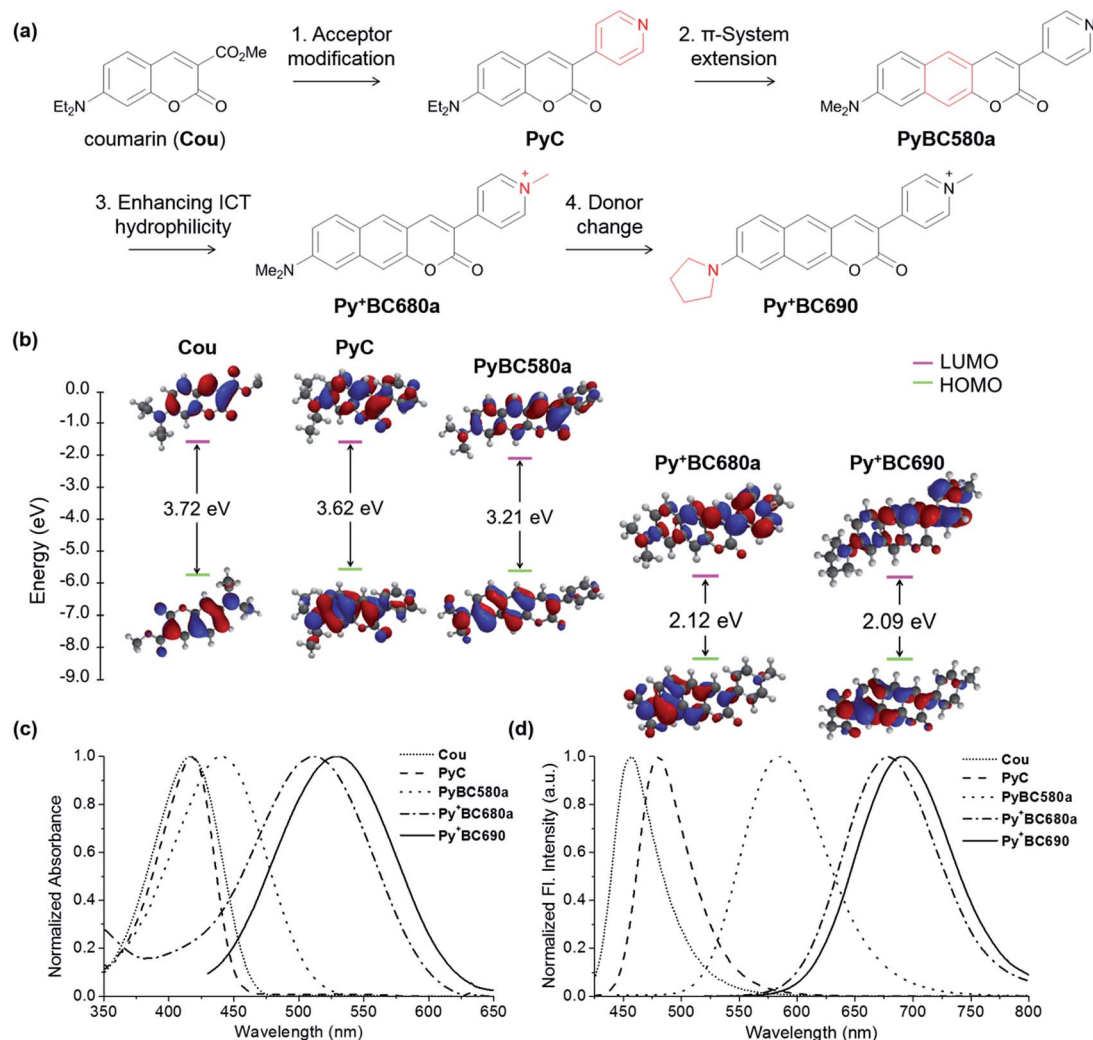 (a)
CO₂Me
Et₂N
O
O
coumarin (Cou)
1. Acceptor
modification
N
Et₂N
O
O
PyC
2. π-System
extension
N
Me₂N
O
O
PyBC580a
3. Enhancing ICT
hydrophilicity
N+
Me₂N
O
O
Py⁺BC680a
4. Donor
change
N+
N
O
O
Py⁺BC690
(b)
Cou
PyC
PyBC580a
Py⁺BC680a
Py⁺BC690
LUMO
HOMO
Energy (eV)
0.0
-1.0
-2.0
-3.0
-4.0
-5.0
-6.0
-7.0
-8.0
-9.0
3.72 eV
3.62 eV
3.21 eV
2.12 eV
2.09 eV
(c)
Cou
PyC
PyBC580a
Py⁺BC680a
Py⁺BC690
Normalized Absorbance
1.0
0.8
0.6
0.4
0.2
0.0
350 400 450 500 550 600 650
Wavelength (nm)
(d)
Cou
PyC
PyBC580a
Py⁺BC680a
Py⁺BC690
Normalized Fl. Intensity (a.u.)
1.0
0.8
0.6
0.4
0.2
0.0
450 500 550 600 650 700 750 800
Wavelength (nm)